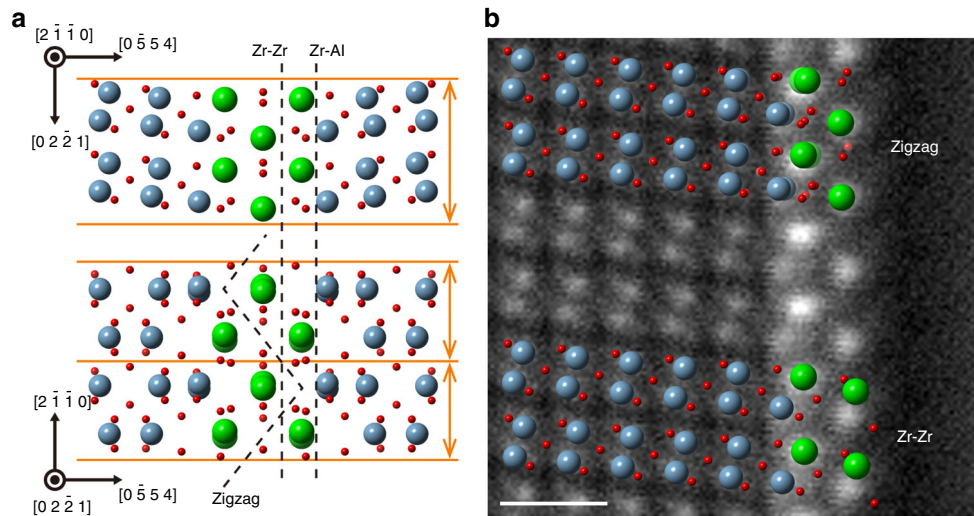 a
b
[2 1̄ 1̄ 0]
[0 5̄ 5 4]
Zr-Zr
Zr-Al
[0 2 2̄ 1]
Zigzag
[2 1̄ 1̄ 0]
[0 2 2̄ 1]
[0 5̄ 5 4]
Zigzag
Zr-Zr